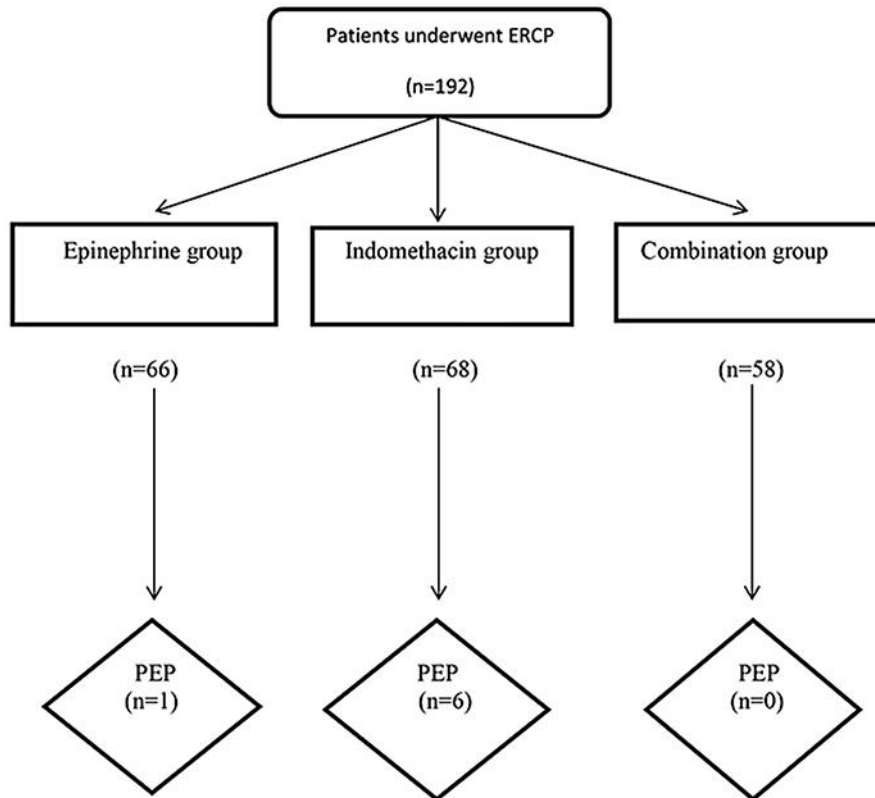 Patients underwent ERCP
(n=192)
Epinephrine group
Indomethacin group
Combination group
(n=66)
(n=68)
(n=58)
PEP
(n=1)
PEP
(n=6)
PEP
(n=0)